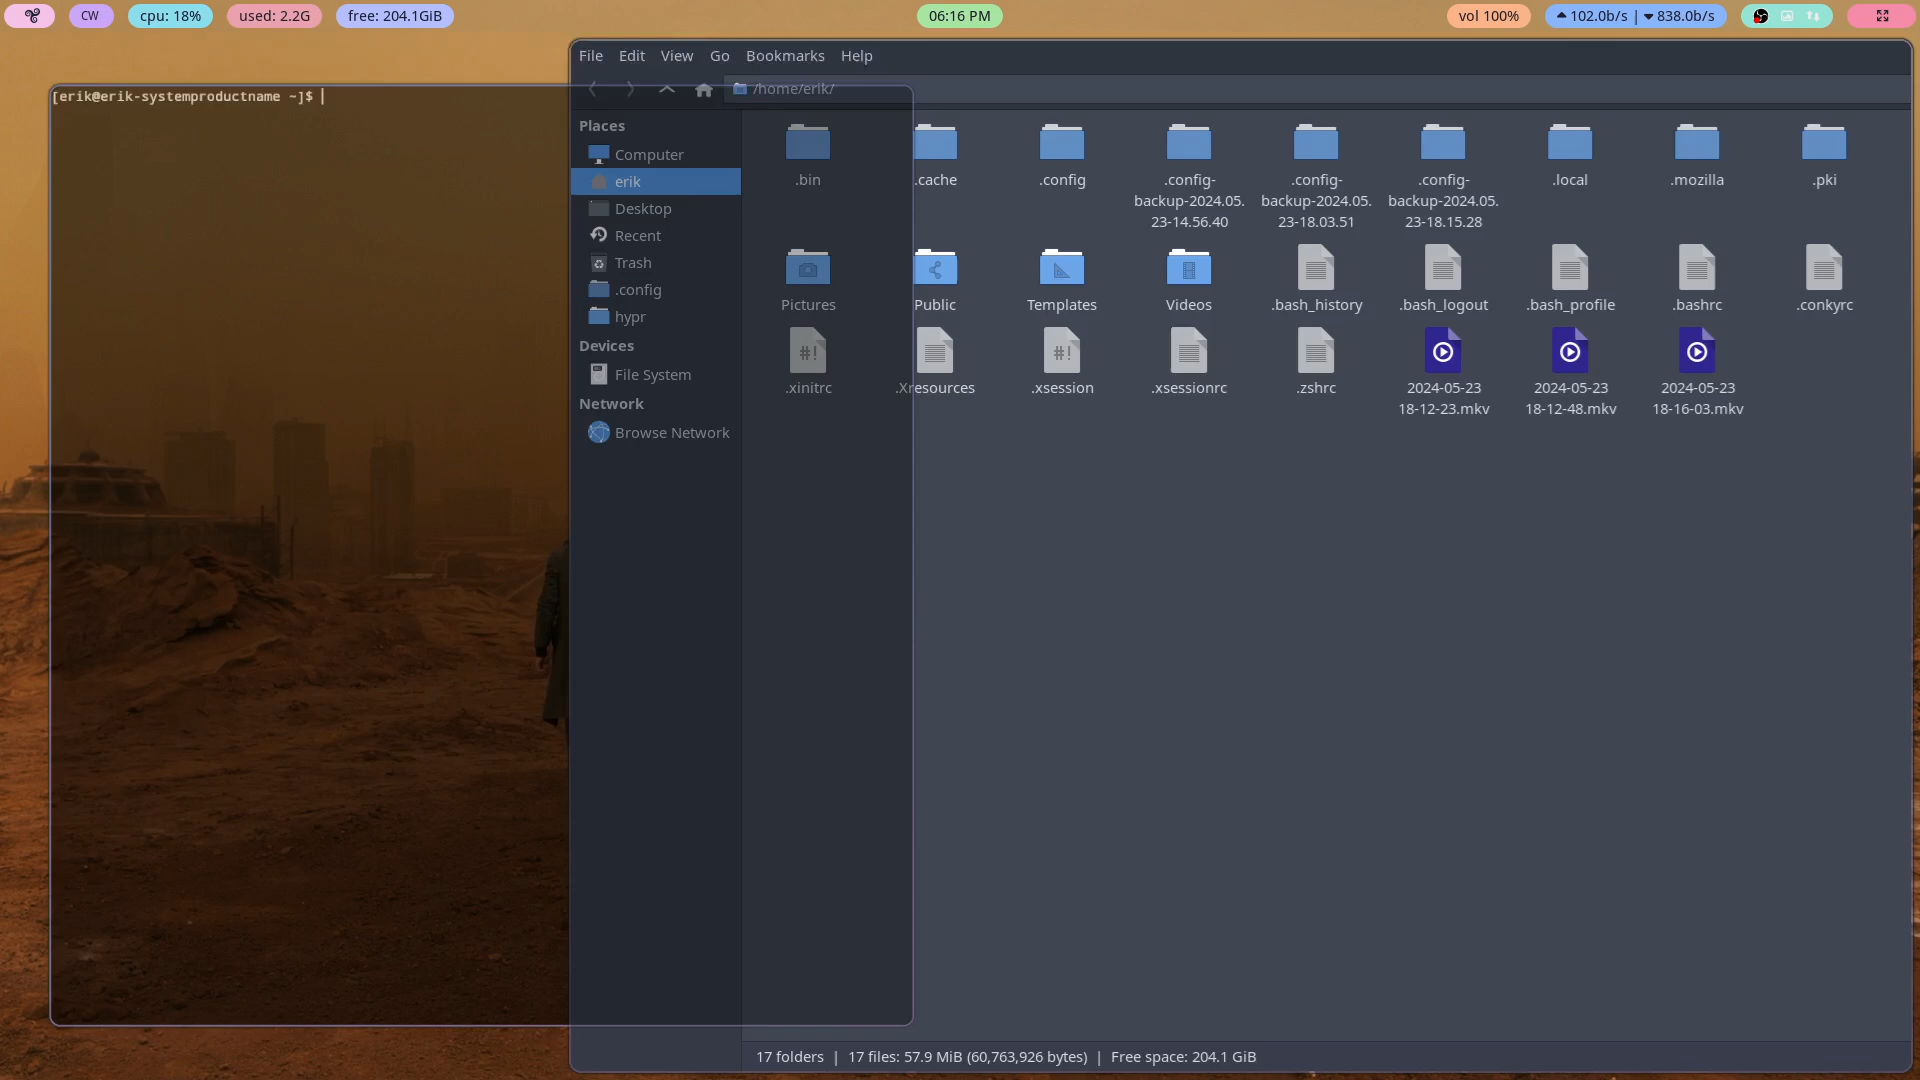 CW
cpu: 18%
used: 2.2G
free: 204.1GiB
06:16 PM
vol 100%
102.0b/s | 838.0b/s
File Edit View Go Bookmarks Help
/home/erik/
[erik@erik-systemproductname ~]$
Places
Computer
erik
Desktop
Recent
Trash
.config
hypr
Devices
File System
Network
Browse Network
.bin
.cache
.config
.config-
backup-2024.05.
23-14.56.40
.config-
backup-2024.05.
23-18.03.51
.config-
backup-2024.05.
23-18.15.28
.local
.mozilla
.pki
Pictures
Public
Templates
Videos
.bash_history
.bash_logout
.bash_profile
.bashrc
.conkyrc
#!
.xinitrc
.Xresources
#!
.xsession
.xsessionrc
.zshrc
2024-05-23
18-12-23.mkv
2024-05-23
18-12-48.mkv
2024-05-23
18-16-03.mkv
17 folders | 17 files: 57.9 MiB (60,763,926 bytes) | Free space: 204.1 GiB